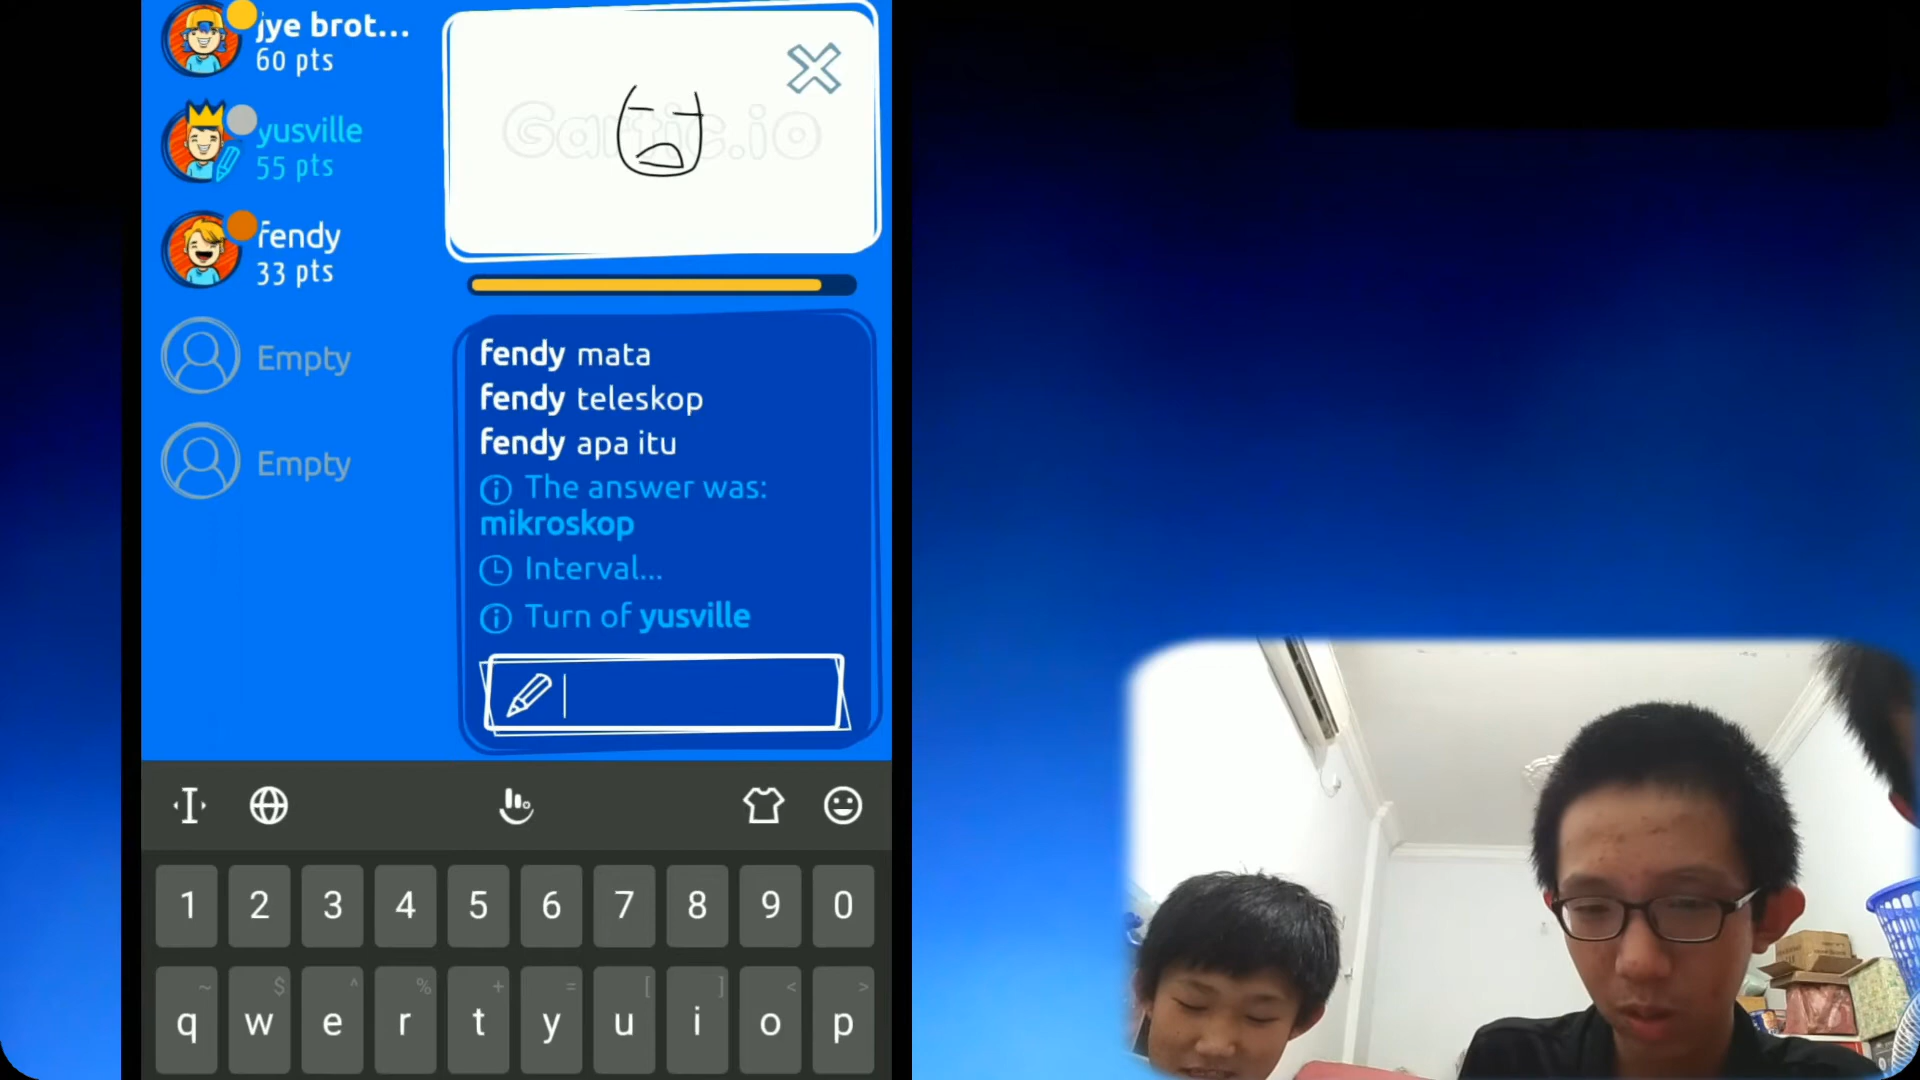 jye brot...
60 pts
yusville
55 pts
fendy
33 pts
Empty
Empty
Gartic.io
fendy mata
fendy teleskop
fendy apa itu
The answer was:
mikroskop
Interval...
Turn of yusville
1 2 3 4 5 6 7 8 9 0
~ $ ^ % + = [ ] < >
q w e r t y u i o p